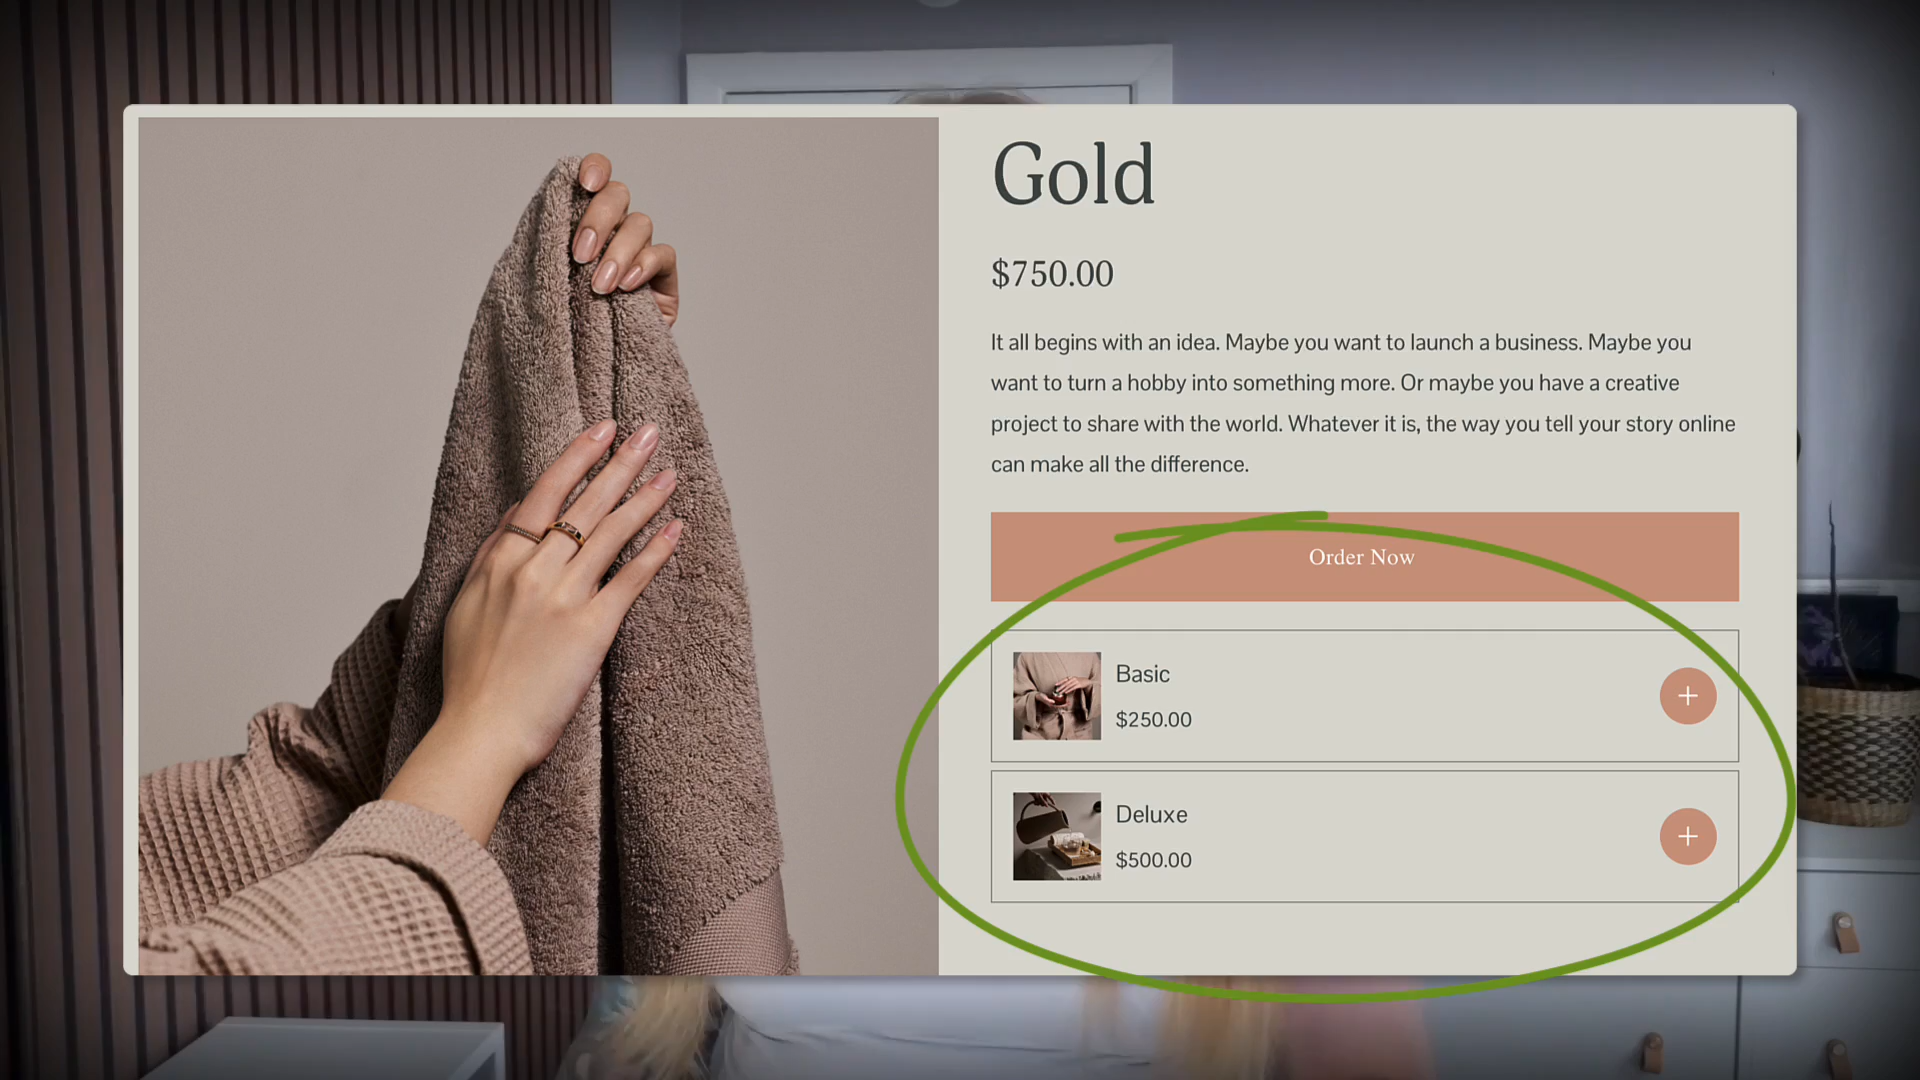 Gold
$750.00
It all begins with an idea. Maybe you want to launch a business. Maybe you
want to turn a hobby into something more. Or maybe you have a creative
project to share with the world. Whatever it is, the way you tell your story online
can make all the difference.
Order Now
Basic
$250.00
Deluxe
$500.00